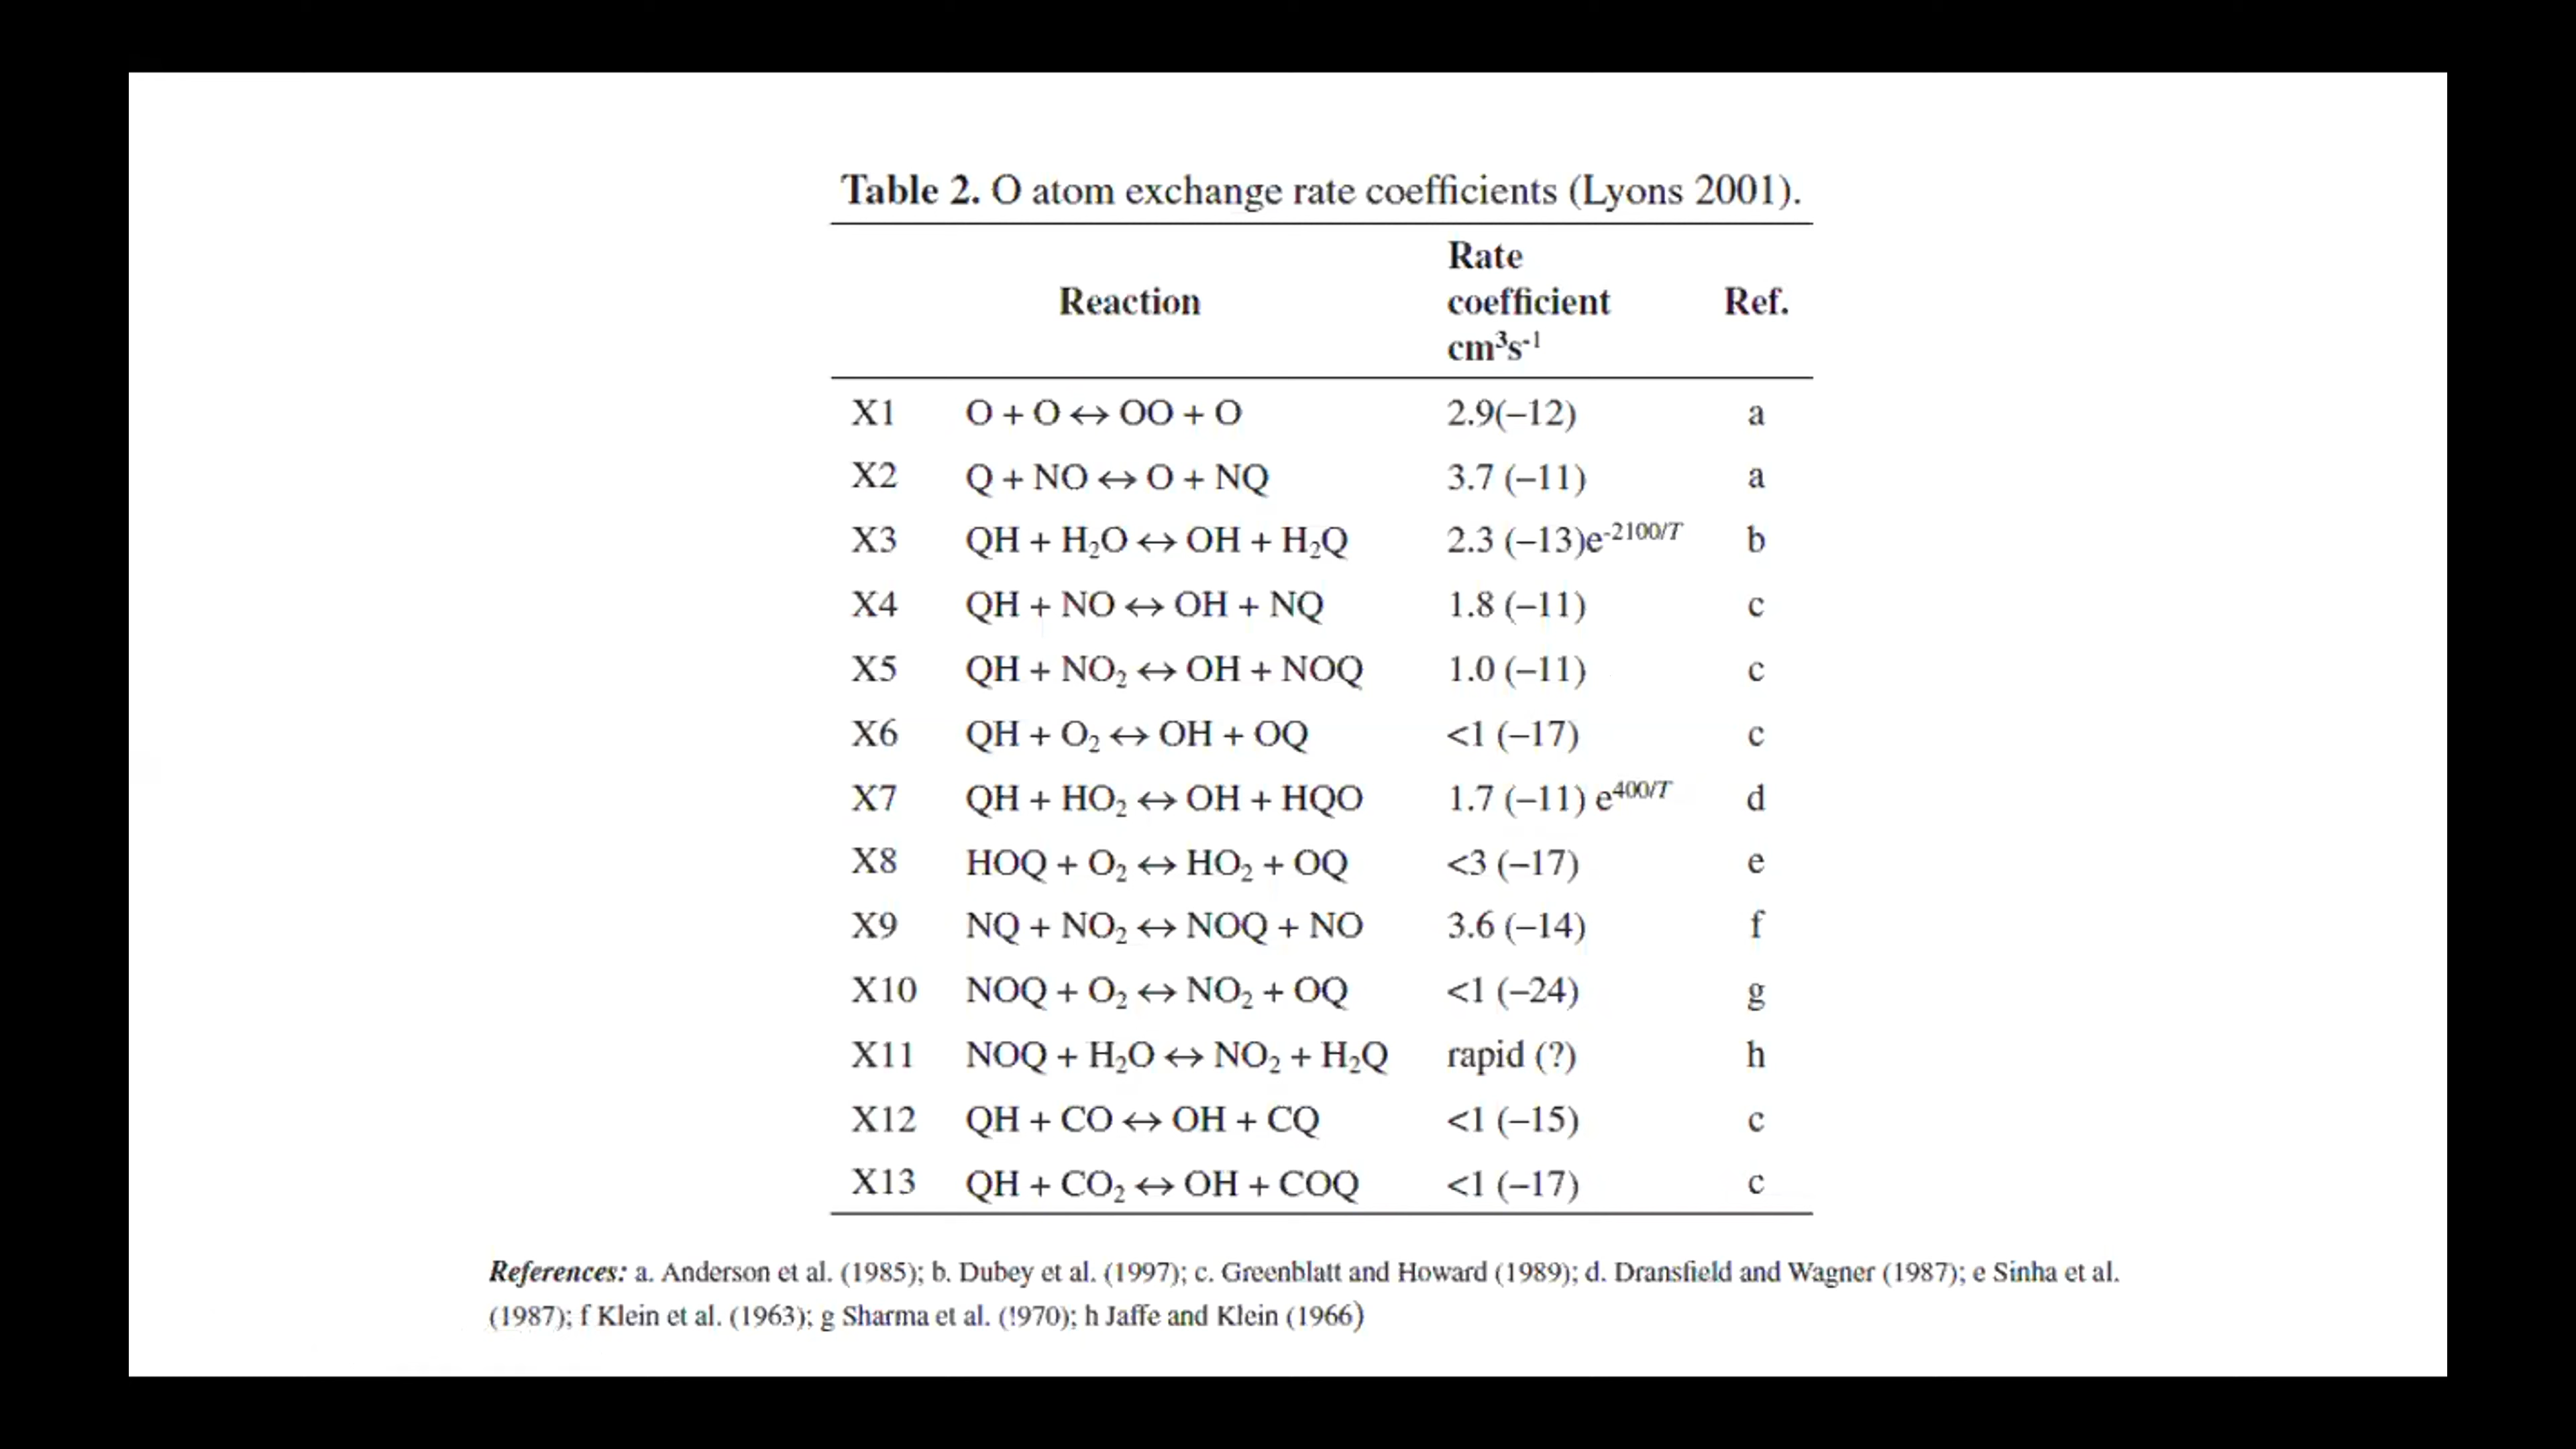 Table 2. O atom exchange rate coefficients (Lyons 2001).
Reaction Rate coefficient cm³s⁻¹ Ref.
X1 O + O ↔ OO + O 2.9(–12) a
X2 Q + NO ↔ O + NQ 3.7 (–11) a
X3 QH + H₂O ↔ OH + H₂Q 2.3 (–13)e⁻²¹⁰⁰/ᵀ b
X4 QH + NO ↔ OH + NQ 1.8 (–11) c
X5 QH + NO₂ ↔ OH + NOQ 1.0 (–11) c
X6 QH + O₂ ↔ OH + OQ <1 (–17) c
X7 QH + HO₂ ↔ OH + HQO 1.7 (–11) e⁴⁰⁰/ᵀ d
X8 HOQ + O₂ ↔ HO₂ + OQ <3 (–17) e
X9 NQ + NO₂ ↔ NOQ + NO 3.6 (–14) f
X10 NOQ + O₂ ↔ NO₂ + OQ <1 (–24) g
X11 NOQ + H₂O ↔ NO₂ + H₂Q rapid (?) h
X12 QH + CO ↔ OH + CQ <1 (–15) c
X13 QH + CO₂ ↔ OH + COQ <1 (–17) c
References: a. Anderson et al. (1985); b. Dubey et al. (1997); c. Greenblatt and Howard (1989); d. Dransfield and Wagner (1987); e Sinha et al.
(1987); f Klein et al. (1963); g Sharma et al. (!970); h Jaffe and Klein (1966)